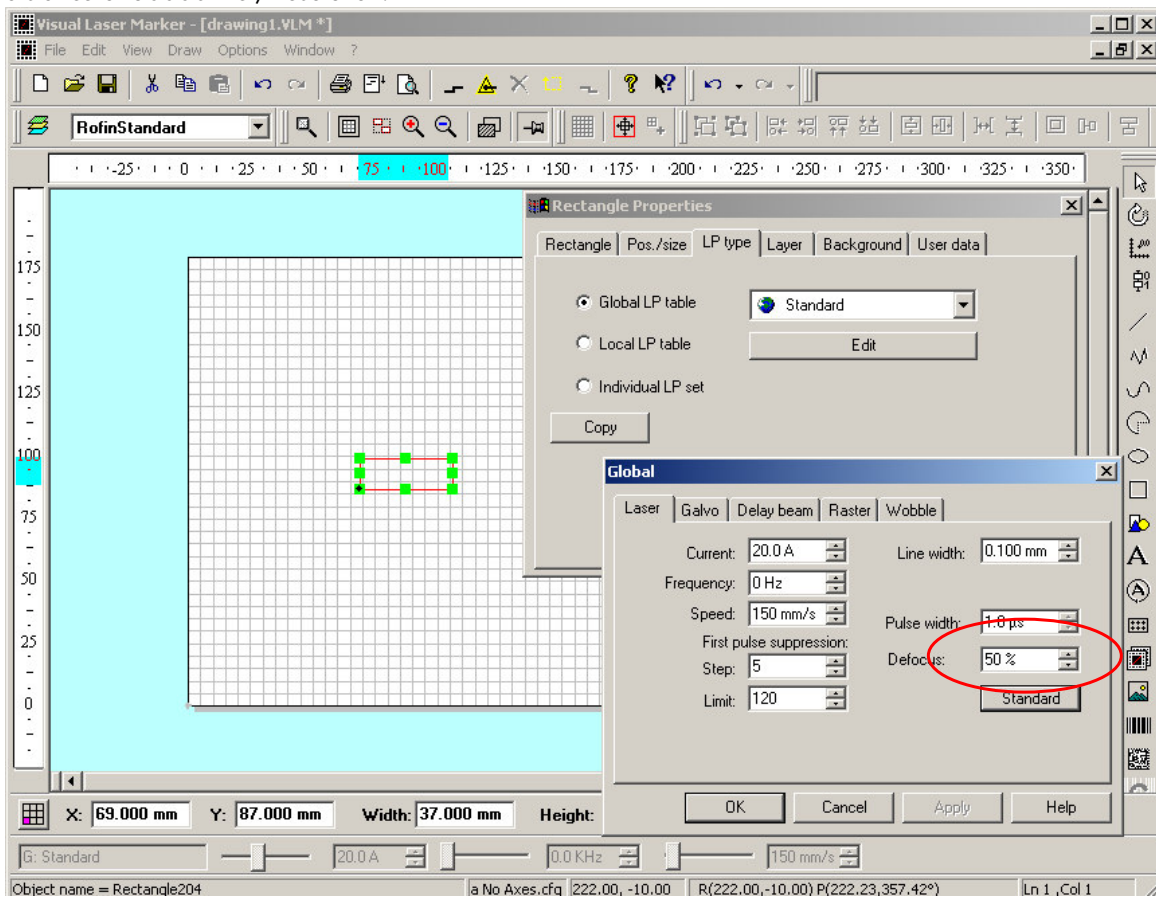 Visual Laser Marker - [drawing1.VLM *]
File Edit View Draw Options Window ?
RofinStandard
-25 0 25 50 75 100 125 150 175 200 225 250 275 300 325 350
175
150
125
100
75
50
25
0
Rectangle Properties
Rectangle Pos./size LP type Layer Background User data
Global LP table Standard
Local LP table Edit
Individual LP set
Copy
Global
Laser Galvo Delay beam Raster Wobble
Current: 20.0 A Line width: 0.100 mm
Frequency: 0 Hz
Speed: 150 mm/s Pulse width: 1.8 µs
First pulse suppression:
Step: 5 Defocus: 50 %
Limit: 120 Standard
OK Cancel Apply Help
X: 69.000 mm Y: 87.000 mm Width: 37.000 mm Height:
G: Standard 20.0 A 0.0 KHz 150 mm/s
Object name = Rectangle204 a No Axes.cfg 222.00, -10.00 R(222.00,-10.00) P(222.23,357.42°) Ln 1 ,Col 1